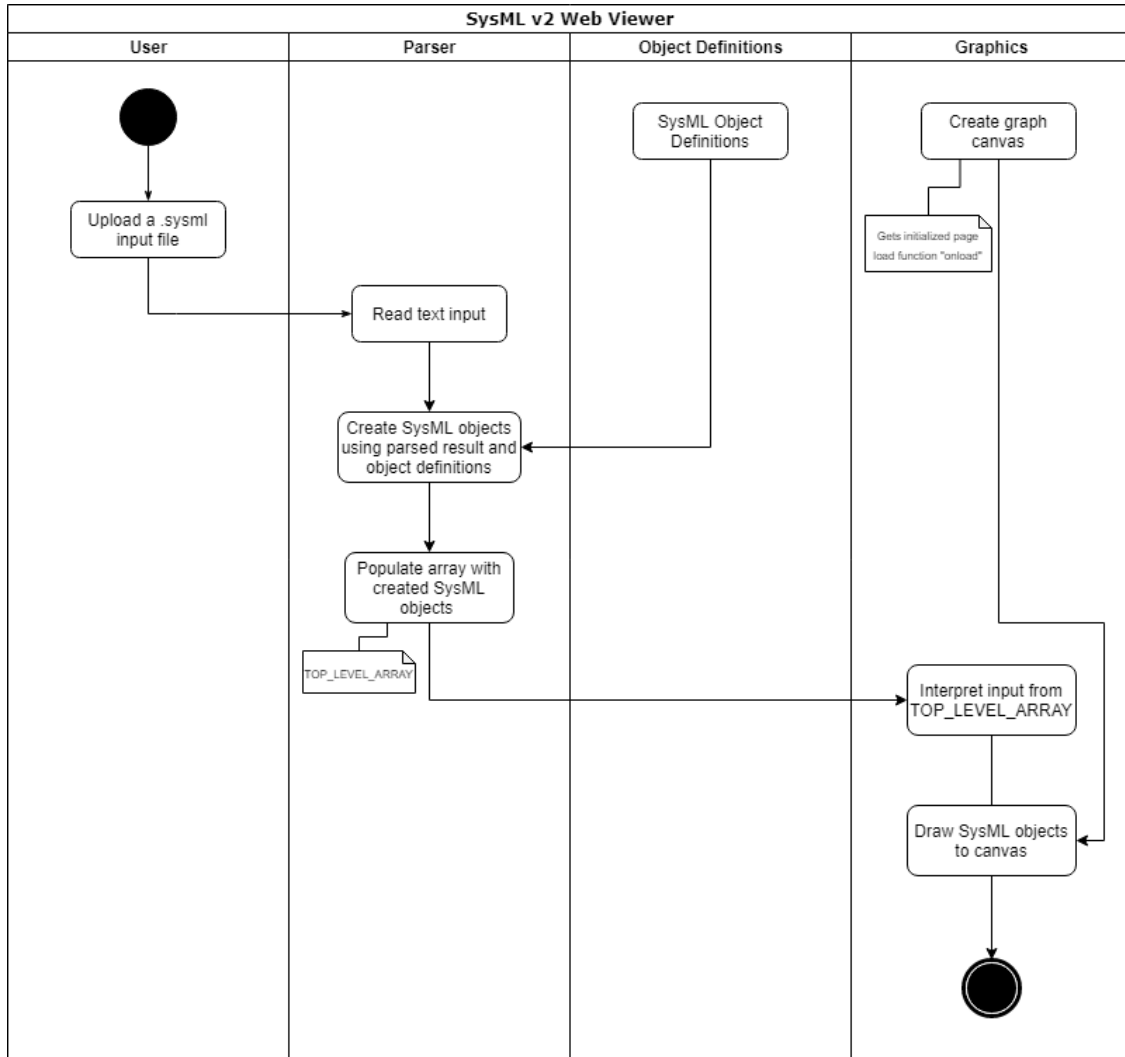 SysML v2 Web Viewer
User
Parser
Object Definitions
Graphics
SysML Object
Definitions
Create graph
canvas
Upload a .sysml
input file
Gets initialized page
load function "onload"
Read text input
Create SysML objects
using parsed result and
object definitions
Populate array with
created SysML
objects
TOP_LEVEL_ARRAY
Interpret input from
TOP_LEVEL_ARRAY
Draw SysML objects
to canvas